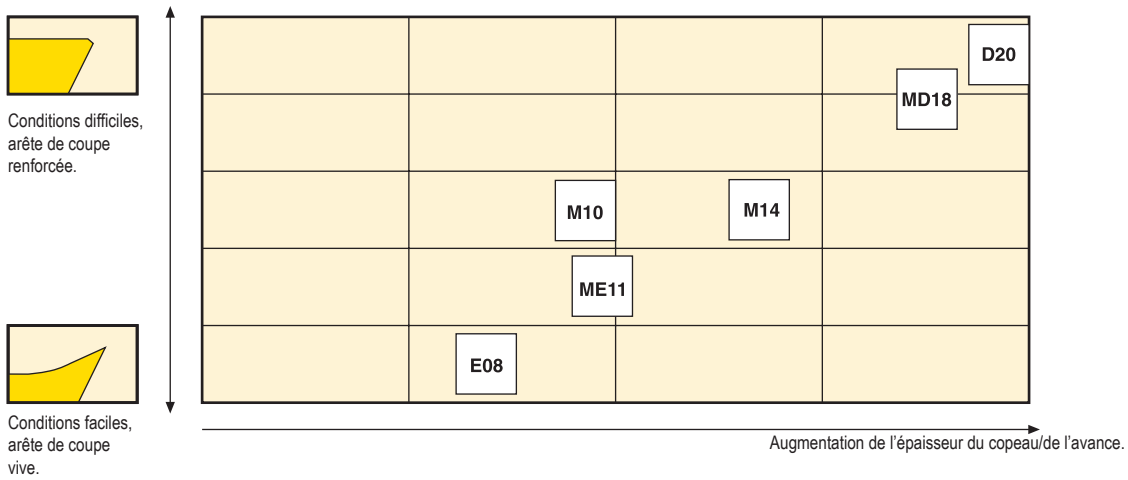 Conditions difficiles,
arête de coupe
renforcée.
D20
MD18
M10
M14
ME11
E08
Conditions faciles,
arête de coupe
vive.
Augmentation de l'épaisseur du copeau/de l'avance.